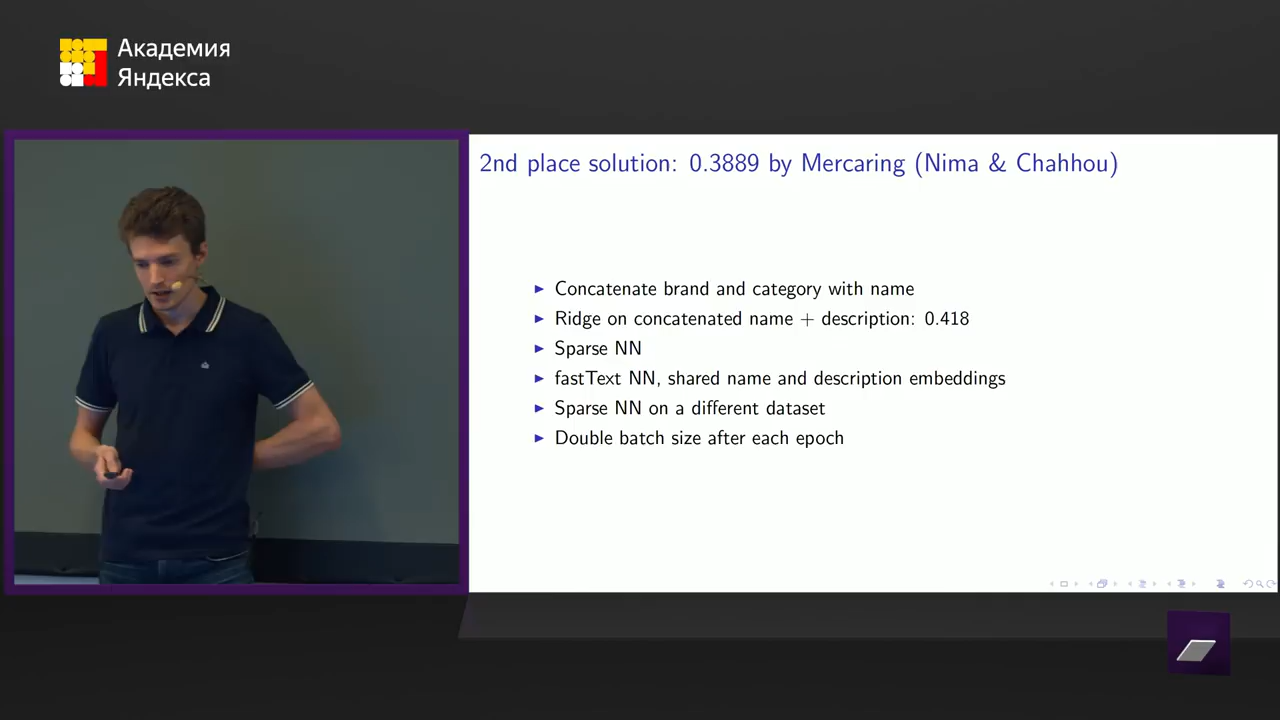 Академия
Яндекса
2nd place solution: 0.3889 by Mercaring (Nima & Chahhou)
Concatenate brand and category with name
Ridge on concatenated name + description: 0.418
Sparse NN
fastText NN, shared name and description embeddings
Sparse NN on a different dataset
Double batch size after each epoch